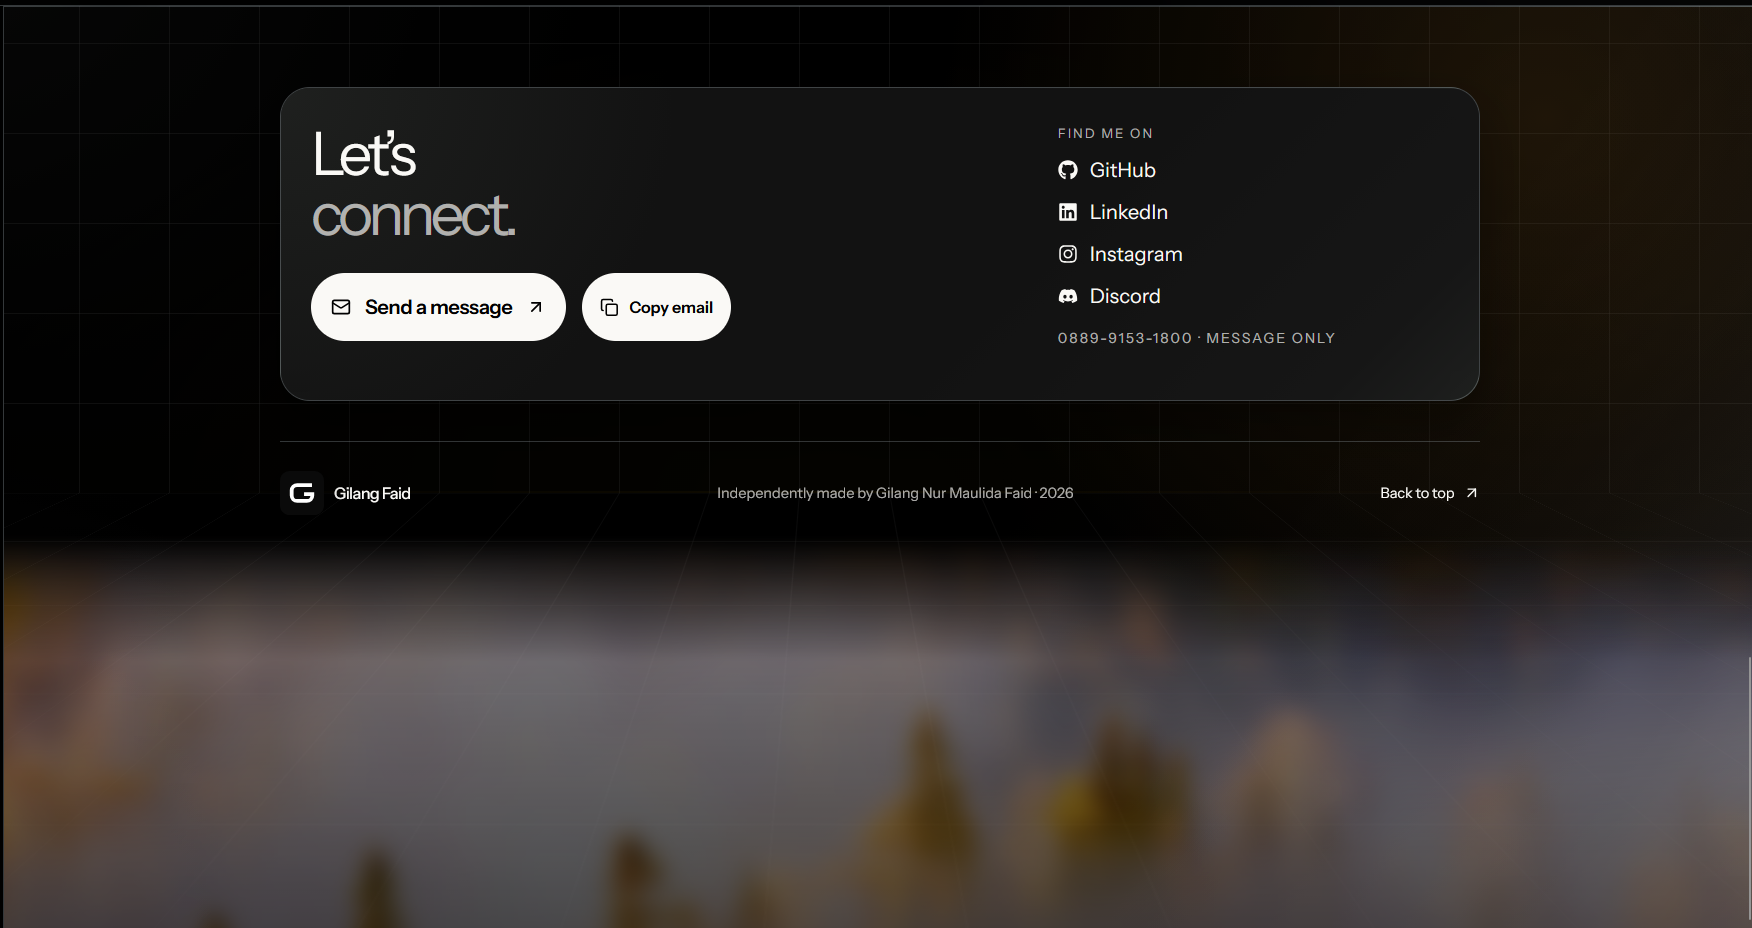 Let's
connect.
Send a message
Copy email
FIND ME ON
GitHub
LinkedIn
Instagram
Discord
0889-9153-1800 · MESSAGE ONLY
Gilang Faid
Independently made by Gilang Nur Maulida Faid · 2026
Back to top